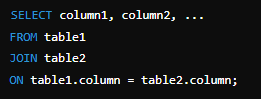 SELECT column1, column2, ...
FROM table1
JOIN table2
ON table1.column = table2.column;